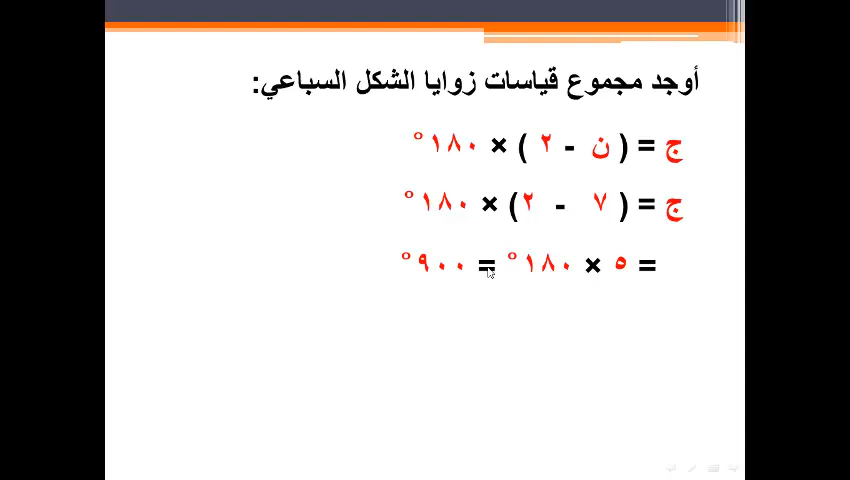 أوجد مجموع قياسات زوايا الشكل السباعي:
ج = ( ن - ٢ ) × ١٨٠°
ج = ( ٧ - ٢ ) × ١٨٠°
= ٥ × ١٨٠° = ٩٠٠°